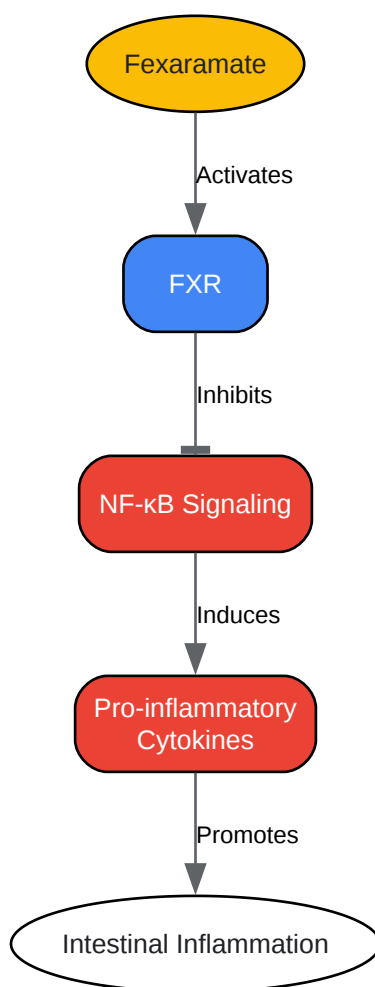 Fexaramate
Activates
FXR
Inhibits
NF-κB Signaling
Induces
Pro-inflammatory
Cytokines
Promotes
Intestinal Inflammation